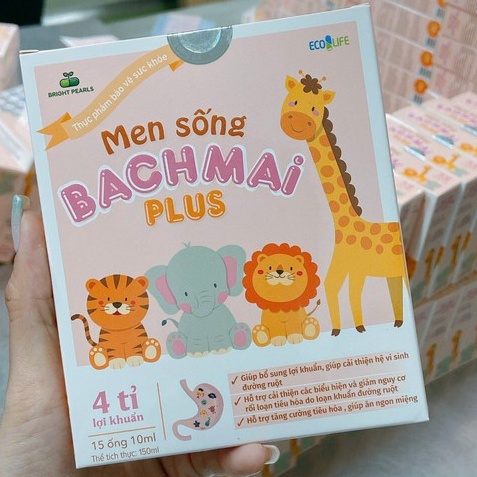 BRIGHT PEARLS
Thực phẩm bảo vệ sức khỏe
ECO LIFE
Men sống
BACHMAI
PLUS
4 tỉ
lợi khuẩn
15 ống 10ml
Thể tích thực: 150ml
✓ Giúp bổ sung lợi khuẩn, giúp cải thiện hệ vi sinh
đường ruột
✓ Hỗ trợ cải thiện các biểu hiện và giảm nguy cơ
rối loạn tiêu hóa do loạn khuẩn đường ruột
✓ Hỗ trợ tăng cường tiêu hóa , giúp ăn ngon miệng